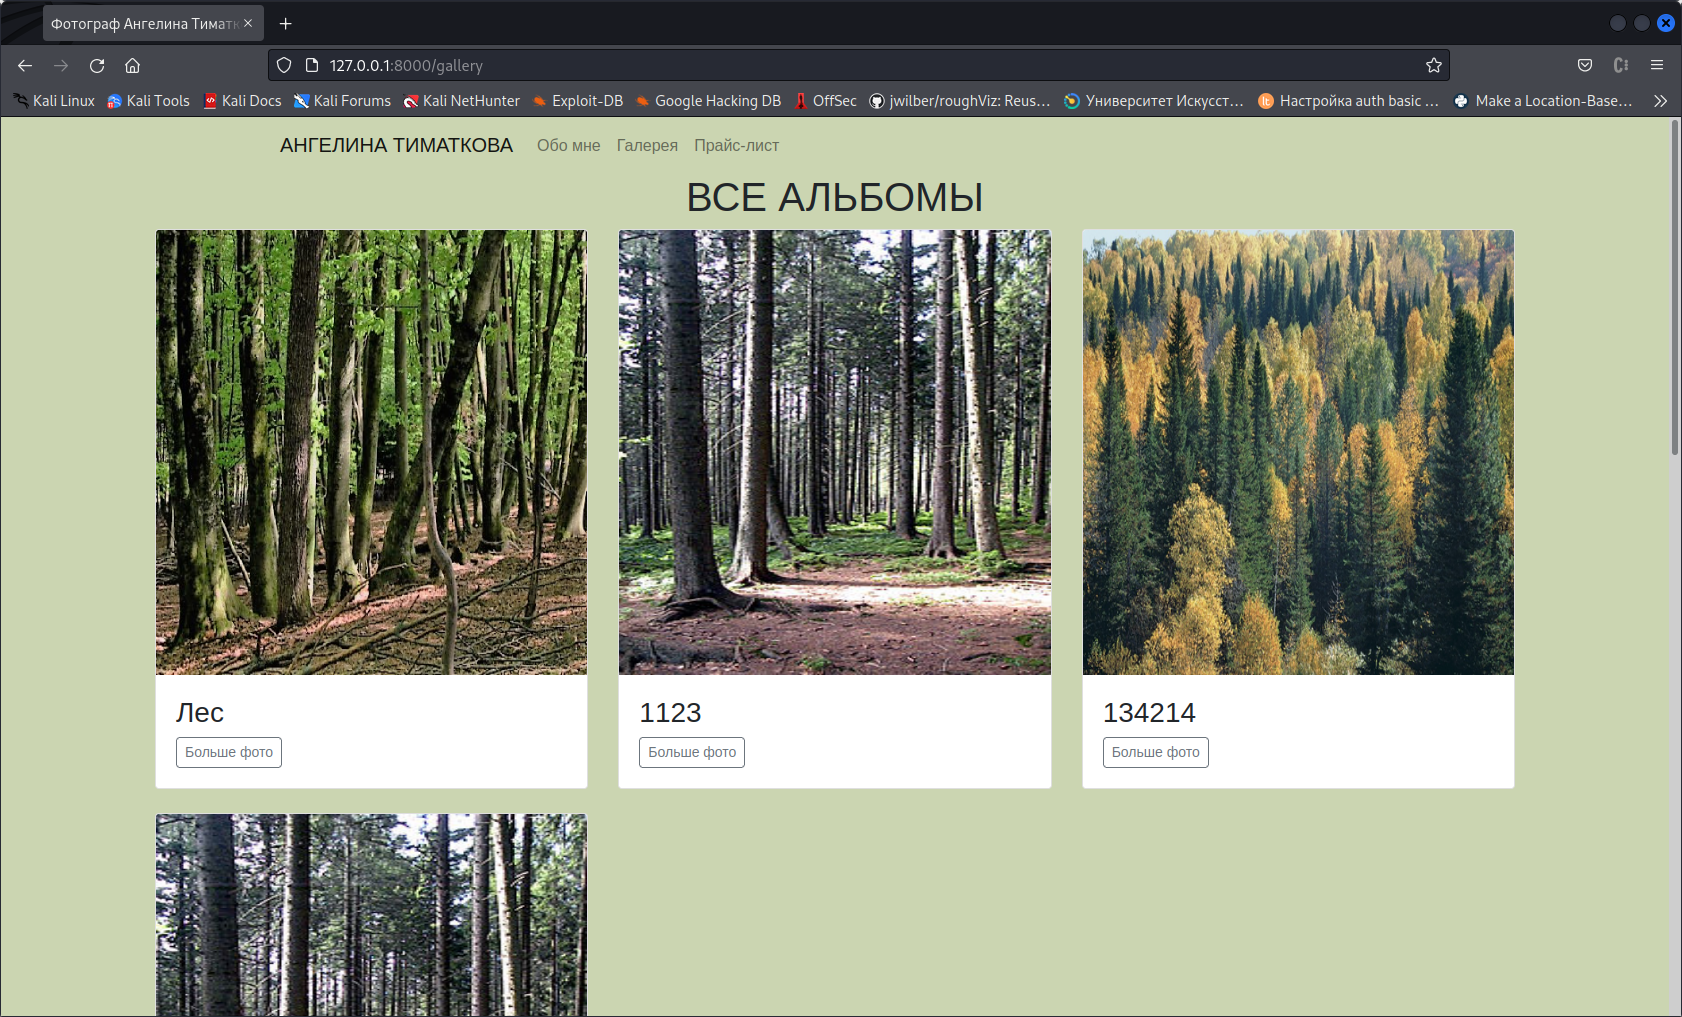 Фотограф Ангелина Тиматк
127.0.0.1:8000/gallery
Kali Linux Kali Tools Kali Docs Kali Forums Kali NetHunter Exploit-DB Google Hacking DB OffSec jwilber/roughViz: Reus… Университет Искусст… Настройка auth basic … Make a Location-Base…
АНГЕЛИНА ТИМАТКОВА Обо мне Галерея Прайс-лист
ВСЕ АЛЬБОМЫ
Лес
Больше фото
1123
Больше фото
134214
Больше фото